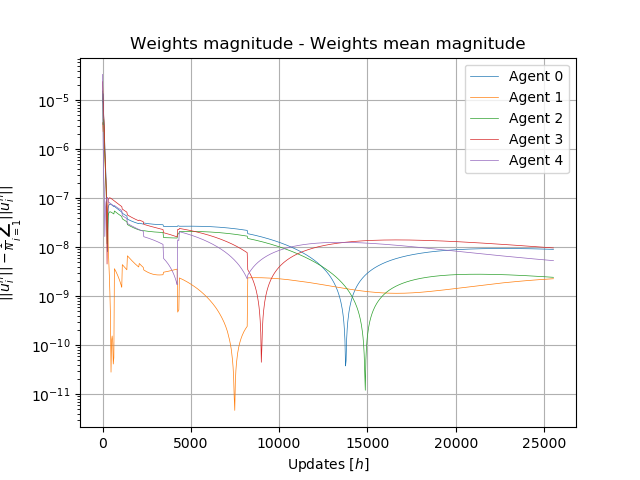 Weights magnitude - Weights mean magnitude
10⁻⁵
10⁻⁶
10⁻⁷
10⁻⁸
10⁻⁹
10⁻¹⁰
10⁻¹¹
Agent 0
Agent 1
Agent 2
Agent 3
Agent 4
0
5000
10000
15000
20000
25000
Updates [h]